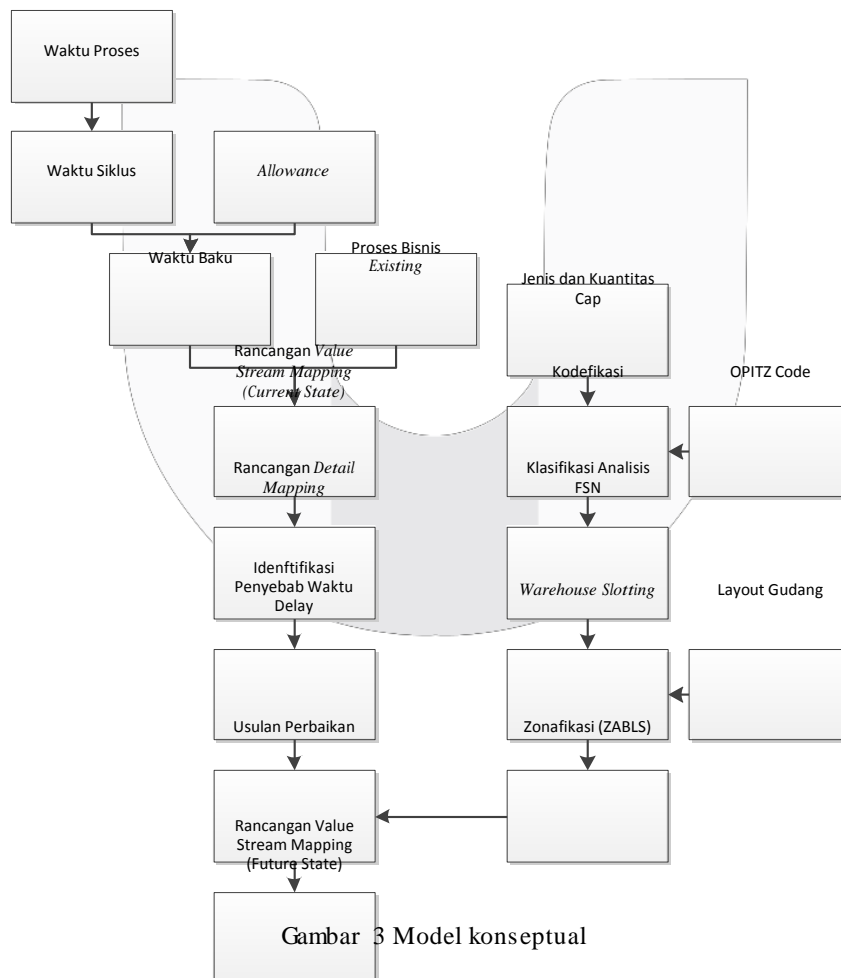 Waktu Proses
Waktu Siklus
Allowance
Waktu Baku
Proses Bisnis
Existing
Jenis dan Kuantitas
Cap
Rancangan Value
Stream Mapping
(Current State)
Kodefikasi
OPITZ Code
Rancangan Detail
Mapping
Klasifikasi Analisis
FSN
Idenftifikasi
Penyebab Waktu
Delay
Warehouse Slotting
Layout Gudang
Usulan Perbaikan
Zonafikasi (ZABLS)
Rancangan Value
Stream Mapping
(Future State)
Gambar 3 Model konseptual